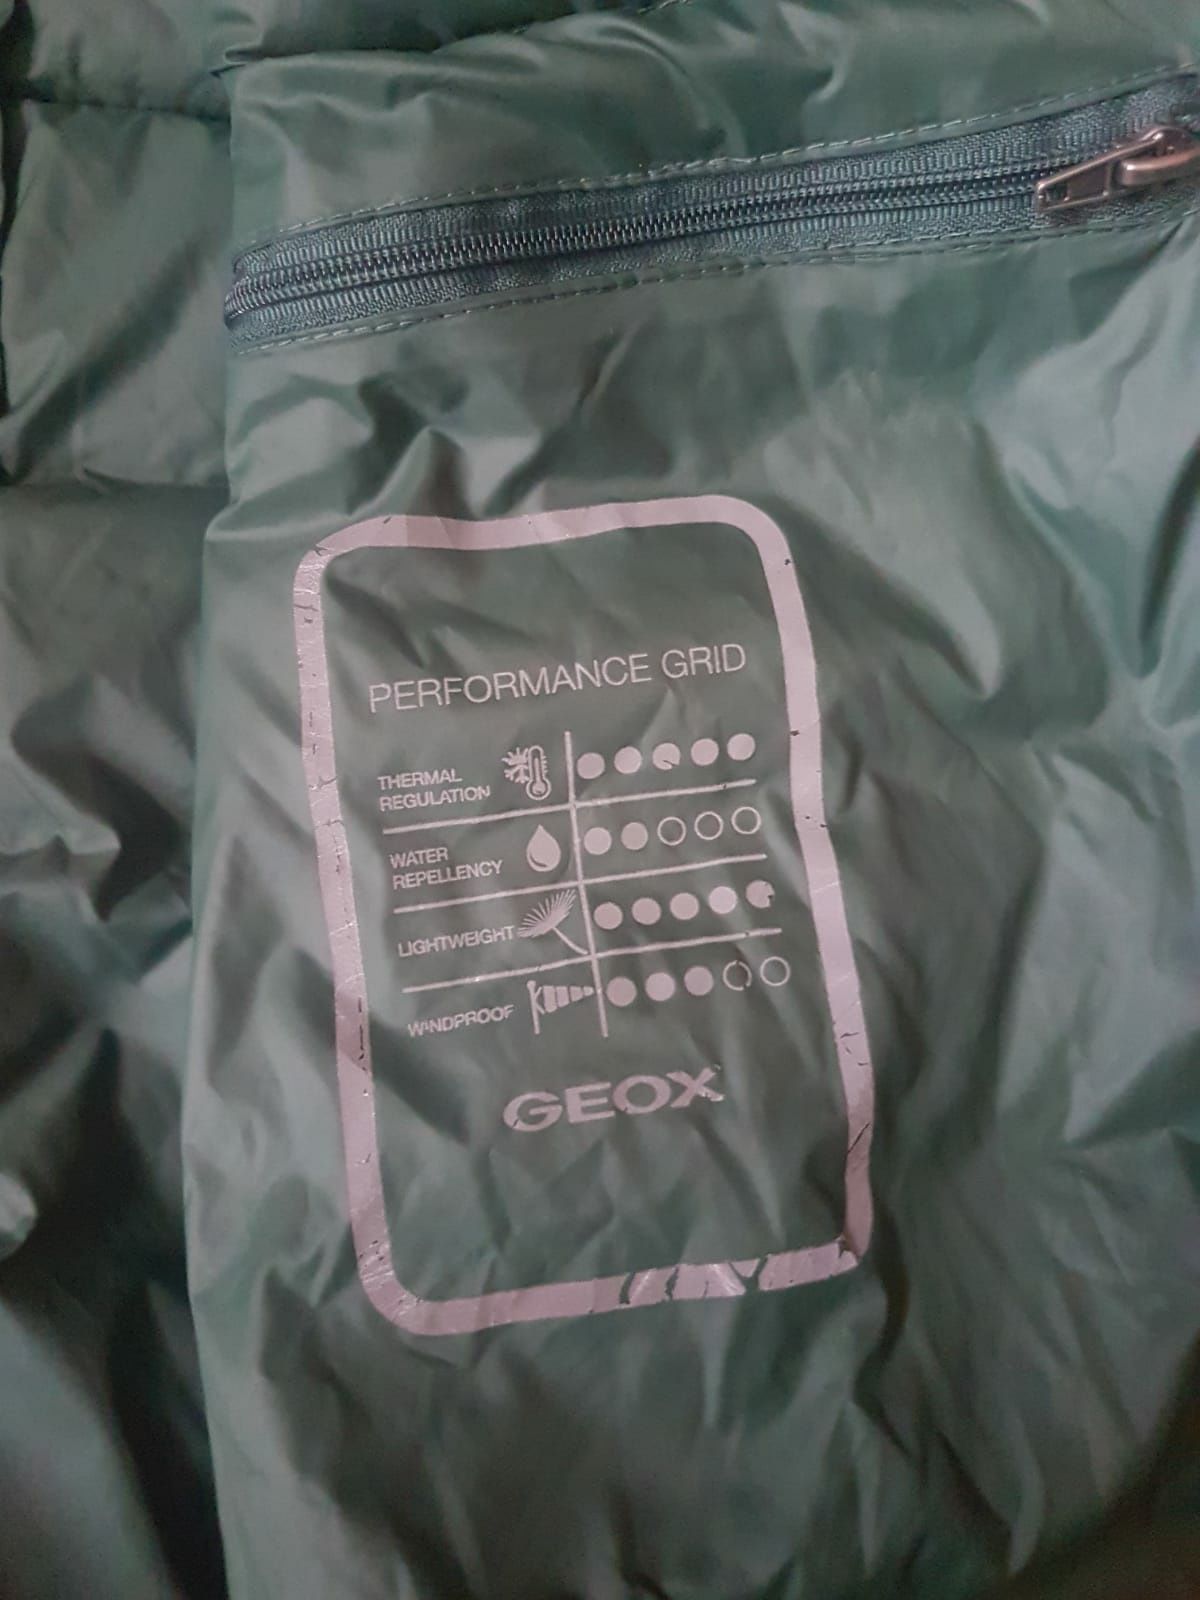 PERFORMANCE GRID
THERMAL
REGULATION
WATER
REPELLENCY
LIGHTWEIGHT
WINDPROOF
GEOX